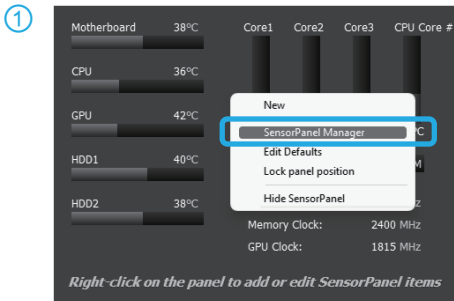 1
Motherboard 38°C
Core1 Core2 Core3 CPU Core #
CPU 36°C
GPU 42°C
HDD1 40°C
HDD2 38°C
New
SensorPanel Manager
Edit Defaults
Lock panel position
Hide SensorPanel
°C
M
z
Memory Clock: 2400 MHz
GPU Clock: 1815 MHz
Right-click on the panel to add or edit SensorPanel items